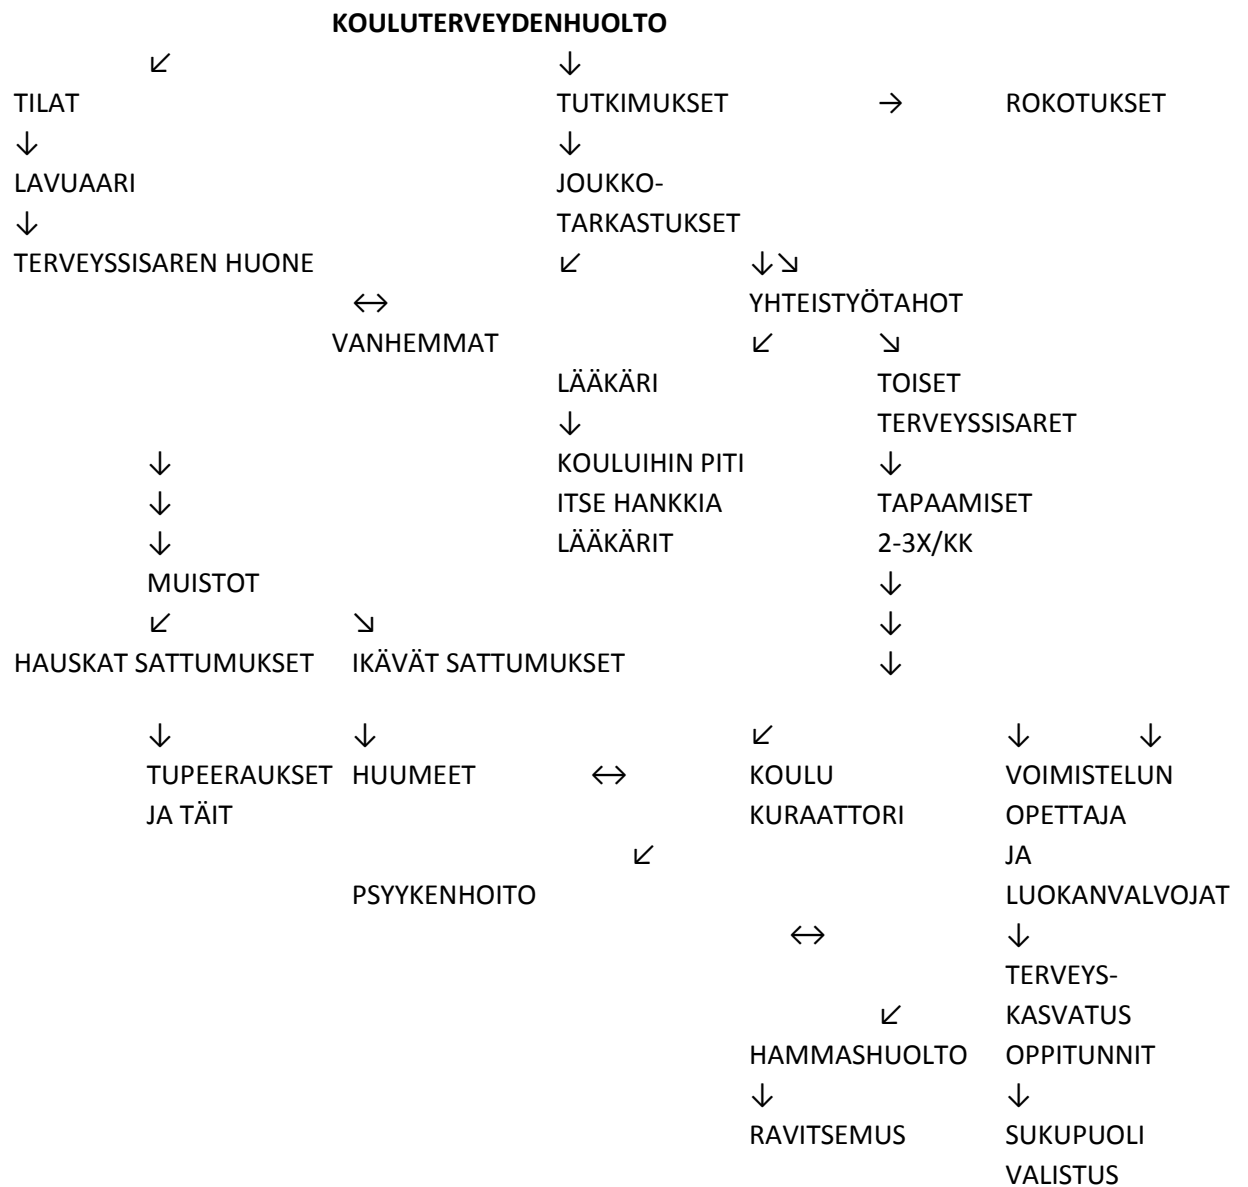 KOULUTERVEYDENHUOLTO
↙ ↓
TILAT TUTKIMUKSET → ROKOTUKSET
↓ ↓
LAVUAARI JOUKKO-
↓ TARKASTUKSET
TERVEYSSISAREN HUONE ↙ ↓↘
↔ YHTEISTYÖTAHOT
VANHEMMAT ↙ ↘
LÄÄKÄRI TOISET
↓ TERVEYSSISARET
↓ KOULUIHIN PITI ↓
↓ ITSE HANKKIA TAPAAMISET
↓ LÄÄKÄRIT 2-3X/KK
MUISTOT ↓
↙ ↘ ↓
HAUSKAT SATTUMUKSET IKÄVÄT SATTUMUKSET ↓
↓ ↓ ↙ ↓ ↓
TUPEERAUKSET HUUMEET ↔ KOULU VOIMISTELUN
JA TÄIT KURAATTORI OPETTAJA
↙ JA
PSYYKENHOITO LUOKANVALVOJAT
↔ ↓
TERVEYS-
↙ KASVATUS
HAMMASHUOLTO OPPITUNNIT
↓ ↓
RAVITSEMUS SUKUPUOLI
VALISTUS